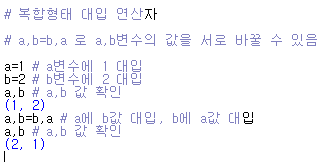 # 복합형태 대입 연산자
# a,b=b,a 로 a,b변수의 값을 서로 바꿀 수 있음
a=1 # a변수에 1 대입
b=2 # b변수에 2 대입
a,b # a,b 값 확인
(1, 2)
a,b=b,a # a에 b값 대입, b에 a값 대입
a,b # a,b 값 확인
(2, 1)